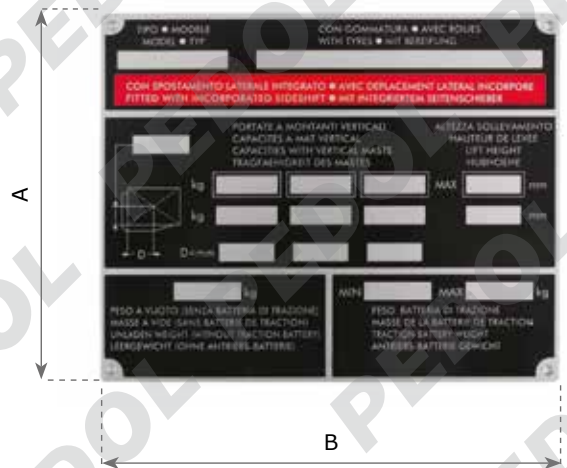 TIPO ● MODELE
MODEL ● TYP
CON GOMMATURA ● AVEC ROUES
WITH TYRES ● MIT BEREIFUNG
CON SPOSTAMENTO LATERALE INTEGRATO ● AVEC DEPLACEMENT LATERAL INCORPORE
FITTED WITH INCORPORATED SIDESHIFT ● MIT INTEGRIERTEM SEITENSCHIEBER
PORTATE A MONTANTI VERTICALI
CAPACITES A MAT VERTICAL
CAPACITIES WITH VERTICAL MASTS
TRAGFAEHIGKEIT DES MASTES
ALTEZZA SOLLEVAMENTO
HAUTEUR DE LEVEE
LIFT HEIGHT
HUBHOEHE
kg MAX mm
kg mm
D
D=
kg
PESO A VUOTO (SENZA BATTERIA DI TRAZIONE)
MASSE A VIDE (SANS BATTERIE DE TRACTION)
UNLADEN WEIGHT (WITHOUT TRACTION BATTERY)
LEERGEWICHT (OHNE ANTRIEBS-BATTERIE)
MIN MAX kg
PESO BATTERIA DI TRAZIONE
MASSE DE LA BATTERIE DE TRACTION
TRACTION BATTERY WEIGHT
ANTRIEBS-BATTERIE GEWICHT
A
B
PEDOL